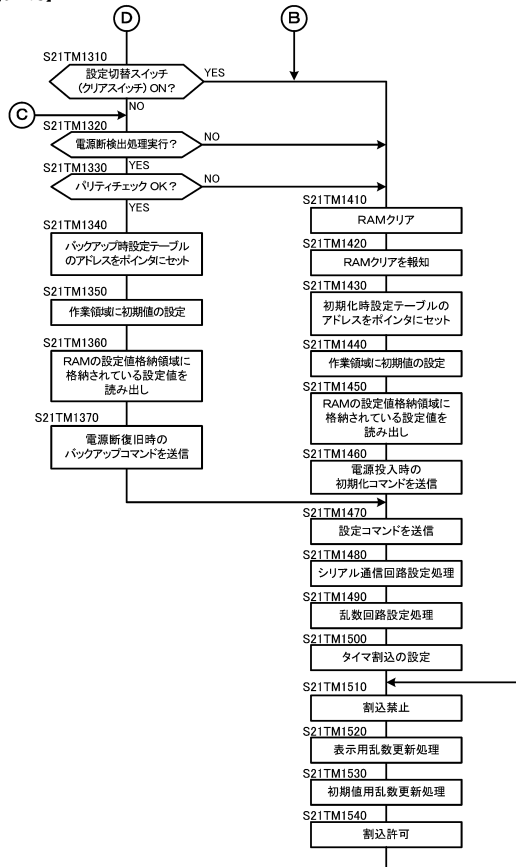 D
B
S21TM1310
設定切替スイッチ
(クリアスイッチ) ON?
YES
NO
C
S21TM1320
電源断検出処理実行?
NO
YES
S21TM1330
パリティチェック OK?
NO
YES
S21TM1340
バックアップ時設定テーブル
のアドレスをポインタにセット
S21TM1350
作業領域に初期値の設定
S21TM1360
RAMの設定値格納領域に
格納されている設定値を
読み出し
S21TM1370
電源断復旧時の
バックアップコマンドを送信
S21TM1410
RAMクリア
S21TM1420
RAMクリアを報知
S21TM1430
初期化時設定テーブルの
アドレスをポインタにセット
S21TM1440
作業領域に初期値の設定
S21TM1450
RAMの設定値格納領域に
格納されている設定値を
読み出し
S21TM1460
電源投入時の
初期化コマンドを送信
S21TM1470
設定コマンドを送信
S21TM1480
シリアル通信回路設定処理
S21TM1490
乱数回路設定処理
S21TM1500
タイマ割込の設定
S21TM1510
割込禁止
S21TM1520
表示用乱数更新処理
S21TM1530
初期値用乱数更新処理
S21TM1540
割込許可